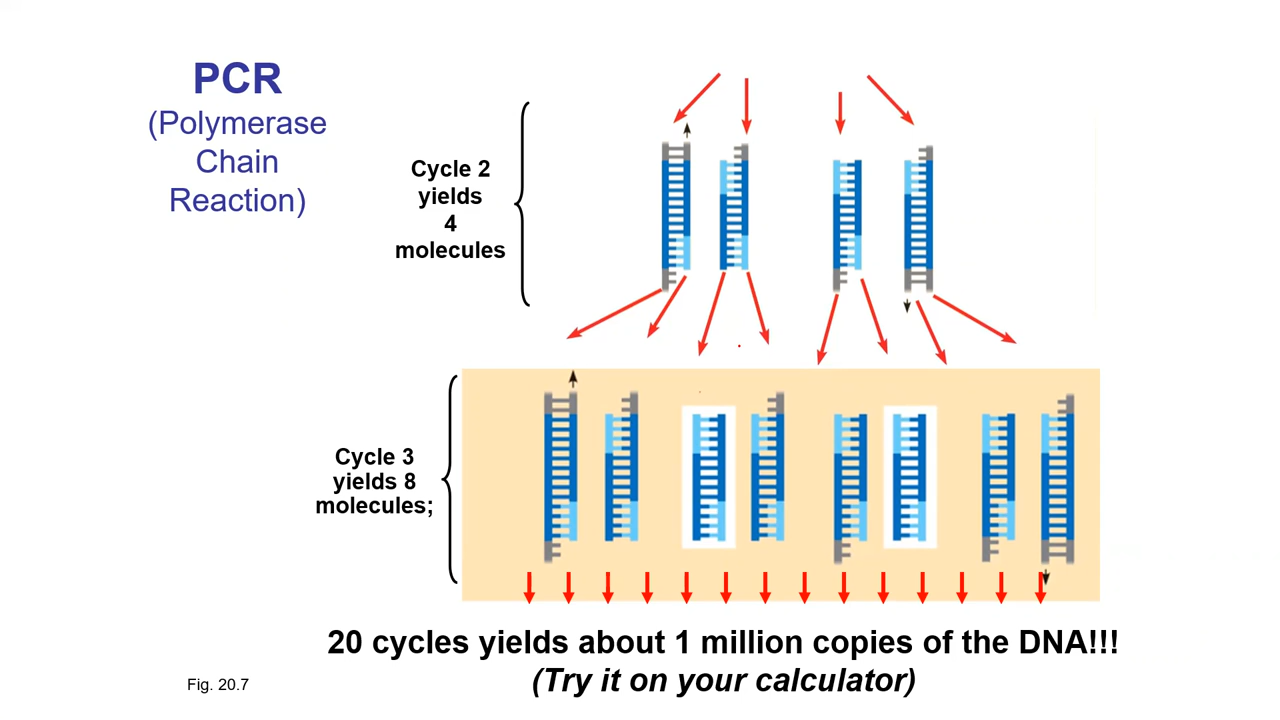 PCR
(Polymerase
Chain
Reaction)
Cycle 2
yields
4
molecules
Cycle 3
yields 8
molecules;
20 cycles yields about 1 million copies of the DNA!!!
(Try it on your calculator)
Fig. 20.7